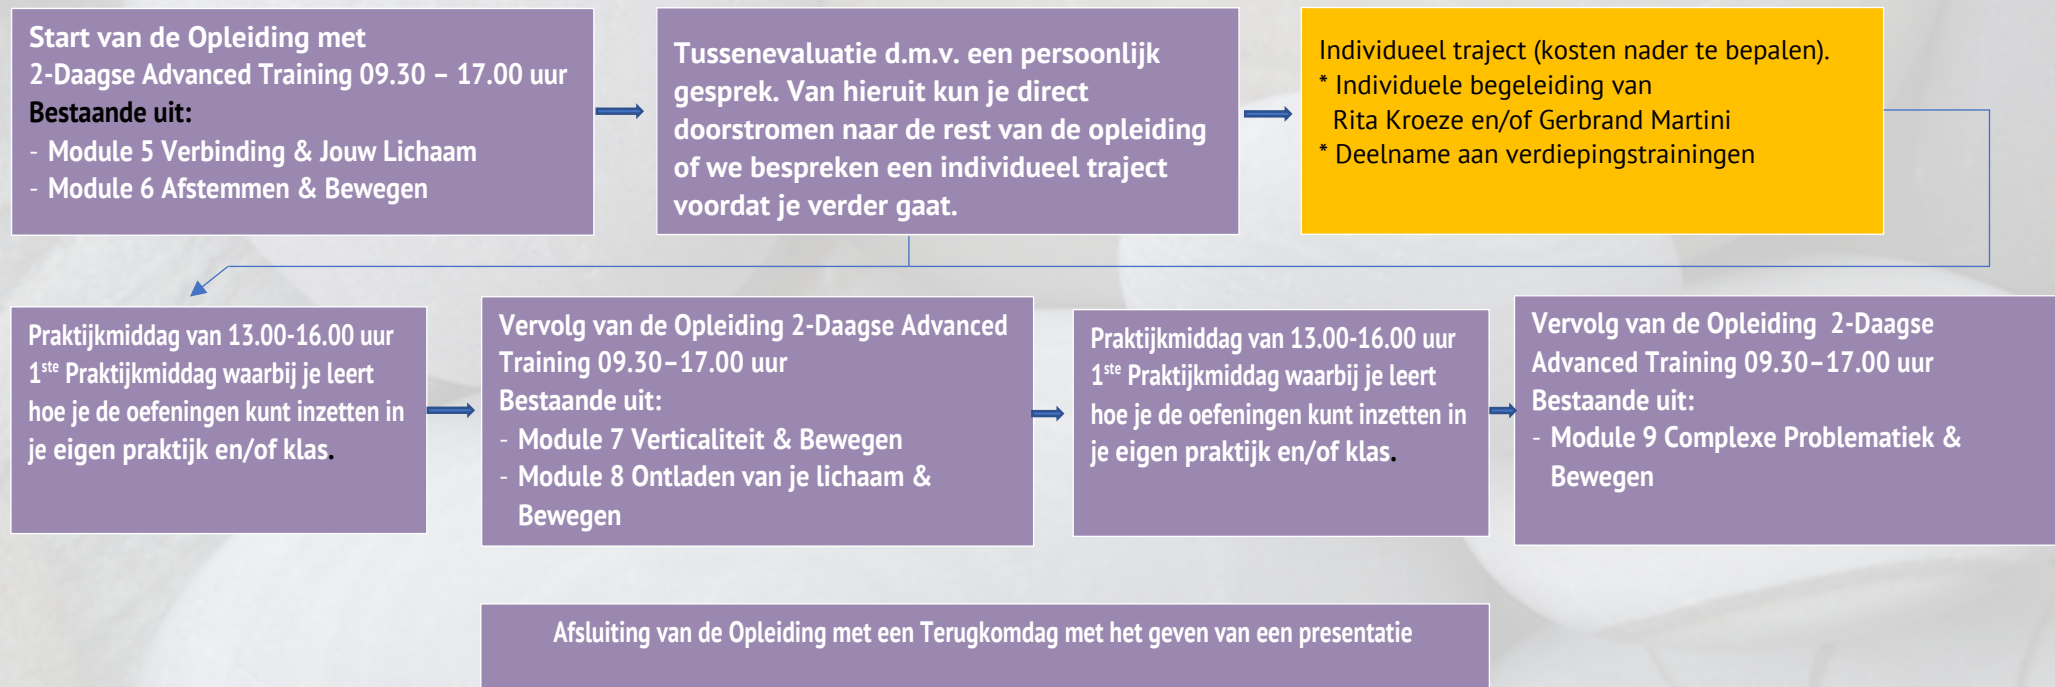 Start van de Opleiding met
2-Daagse Advanced Training 09.30 – 17.00 uur
Bestaande uit:
- Module 5 Verbinding & Jouw Lichaam
- Module 6 Afstemmen & Bewegen
Tussenevaluatie d.m.v. een persoonlijk
gesprek. Van hieruit kun je direct
doorstromen naar de rest van de opleiding
of we bespreken een individueel traject
voordat je verder gaat.
Individueel traject (kosten nader te bepalen).
* Individuele begeleiding van
Rita Kroeze en/of Gerbrand Martini
* Deelname aan verdiepingstrainingen
Praktijkmiddag van 13.00-16.00 uur
1ste Praktijkmiddag waarbij je leert
hoe je de oefeningen kunt inzetten in
je eigen praktijk en/of klas.
Vervolg van de Opleiding 2-Daagse Advanced
Training 09.30–17.00 uur
Bestaande uit:
- Module 7 Verticaliteit & Bewegen
- Module 8 Ontladen van je lichaam &
Bewegen
Praktijkmiddag van 13.00-16.00 uur
1ste Praktijkmiddag waarbij je leert
hoe je de oefeningen kunt inzetten in
je eigen praktijk en/of klas.
Vervolg van de Opleiding 2-Daagse
Advanced Training 09.30–17.00 uur
Bestaande uit:
- Module 9 Complexe Problematiek &
Bewegen
Afsluiting van de Opleiding met een Terugkomdag met het geven van een presentatie